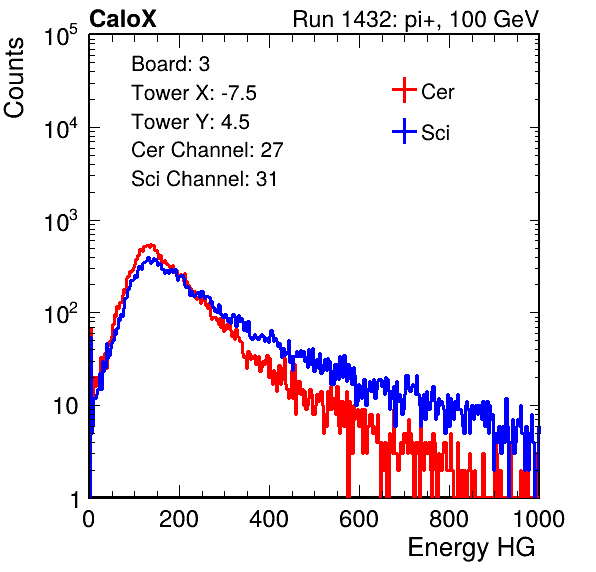 CaloX Run 1432: pi+, 100 GeV
Counts
10^5
10^4
10^3
10^2
10
1
Board: 3
Tower X: -7.5
Tower Y: 4.5
Cer Channel: 27
Sci Channel: 31
Cer
Sci
0 200 400 600 800 1000
Energy HG